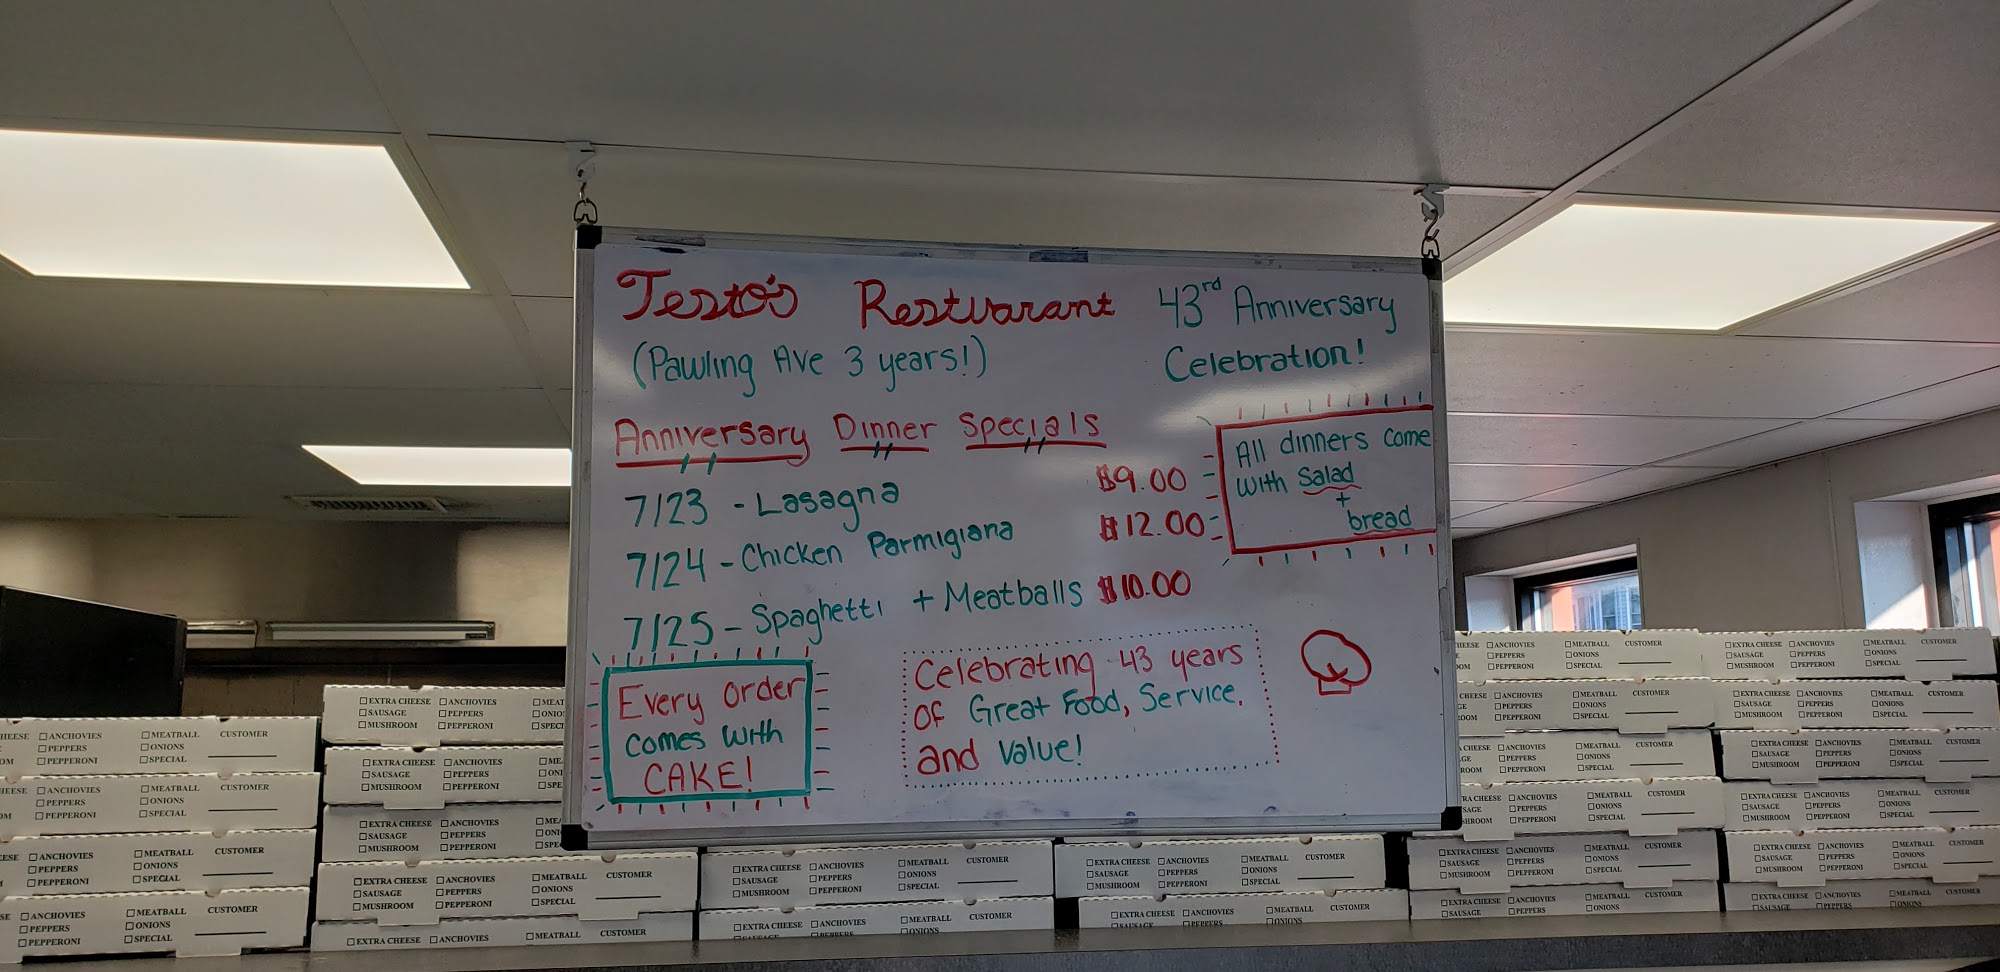 Testo's Restuarant 43rd Anniversary
(Pawling Ave 3 years!) Celebration!
Anniversary Dinner Specials
7/23 - Lasagna $9.00
7/24 - Chicken Parmigiana $12.00
7/25 - Spaghetti + Meatballs $10.00
All dinners come
with Salad
+
bread
Every order
comes with
CAKE!
Celebrating 43 years
of Great Food, Service,
and Value!
EXTRA CHEESE ANCHOVIES MEATBALL CUSTOMER
SAUSAGE PEPPERS ONIONS
MUSHROOM PEPPERONI SPECIAL